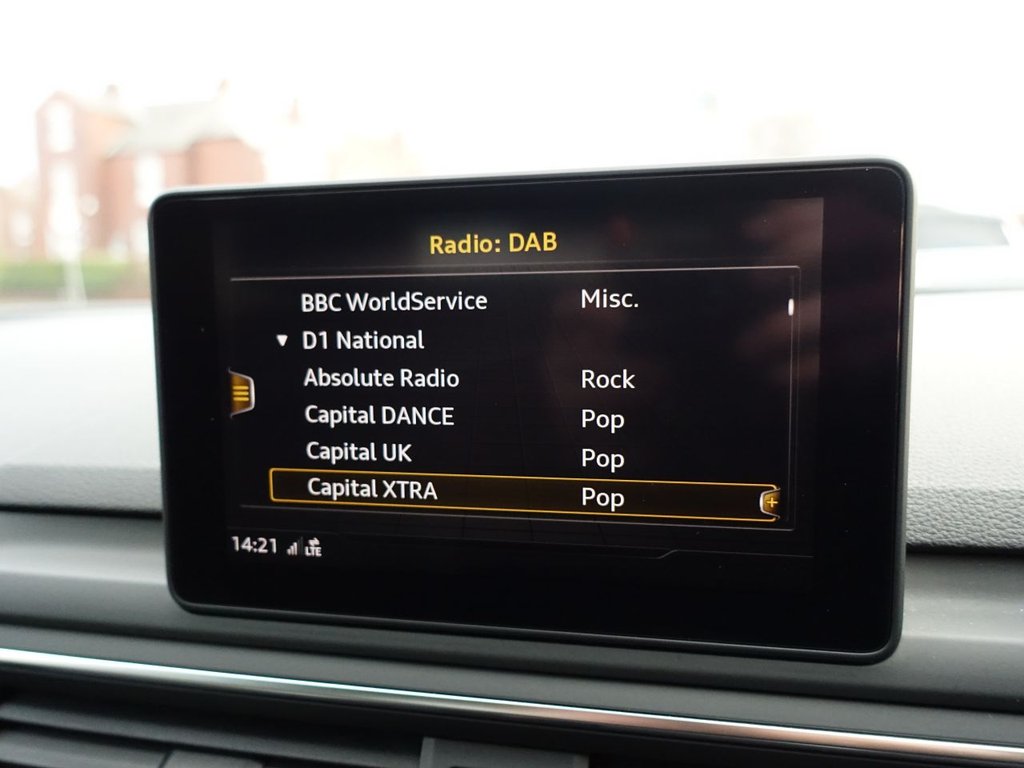 Radio: DAB
BBC WorldService Misc.
D1 National
Absolute Radio Rock
Capital DANCE Pop
Capital UK Pop
Capital XTRA Pop
14:21 LTE